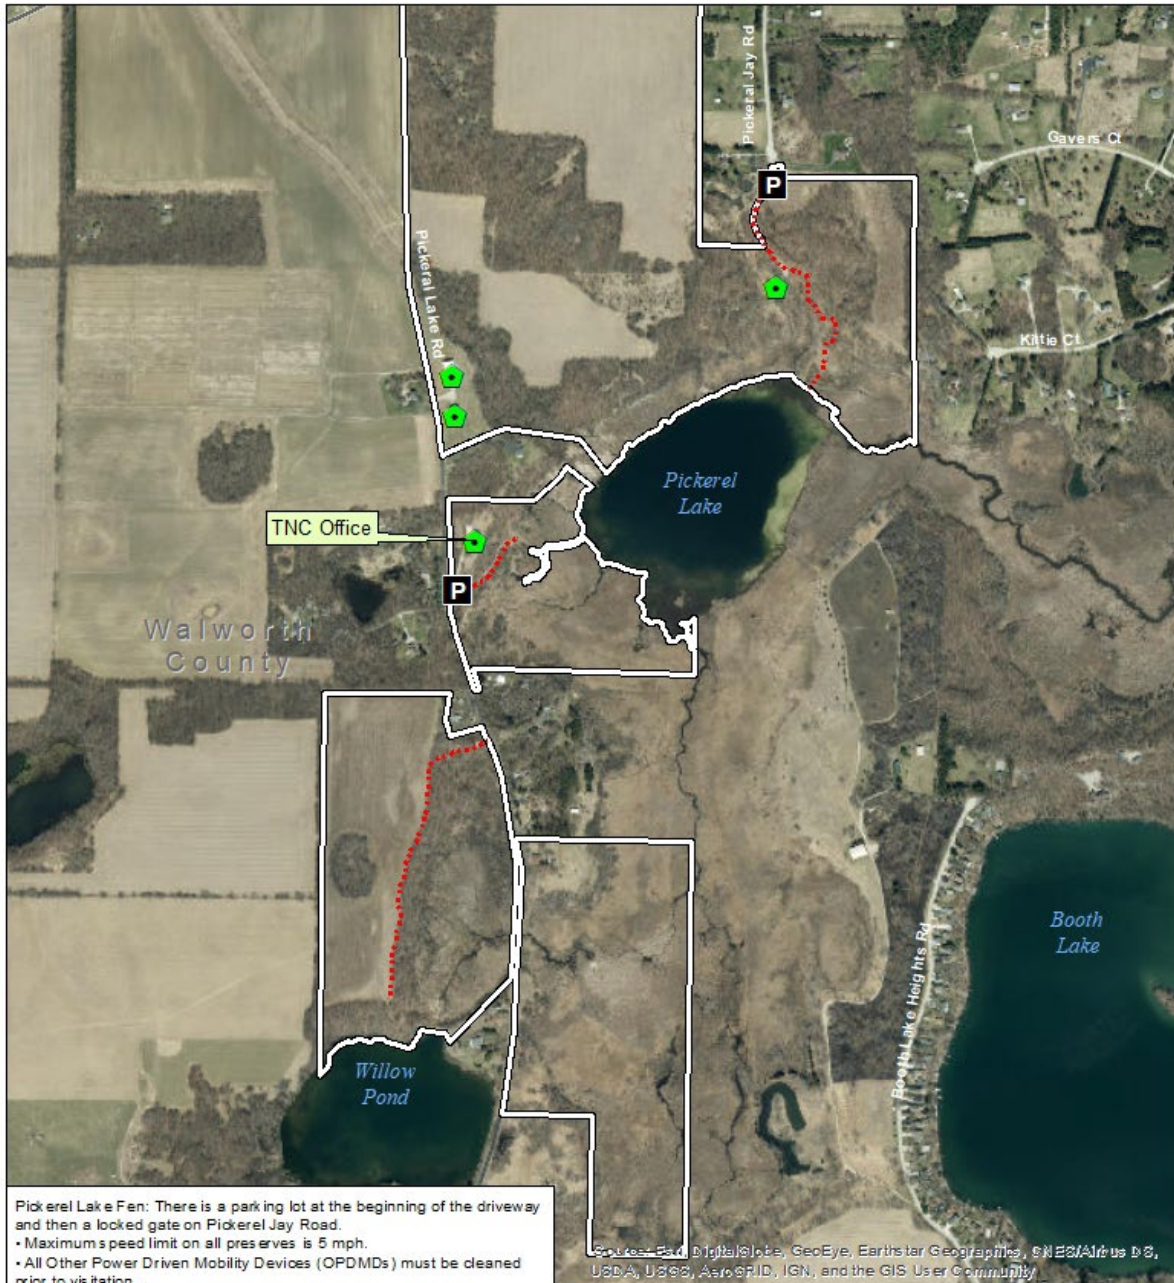 Pickeral Jay Rd
Gavers Ct
P
Pickeral Lake Rd
Kittie Ct
Pickerel
Lake
TNC Office
P
Walworth
County
Booth
Lake
Booth Lake Heights Rd
Willow
Pond
Pickerel Lake Fen: There is a parking lot at the beginning of the driveway
and then a locked gate on Pickerel Jay Road.
• Maximum speed limit on all preserves is 5 mph.
• All Other Power Driven Mobility Devices (OPDMDs) must be cleaned
prior to visitation
Source: Esri, DigitalGlobe, GeoEye, Earthstar Geographics, CNES/Airbus DS,
USDA, USGS, AeroGRID, IGN, and the GIS User Community